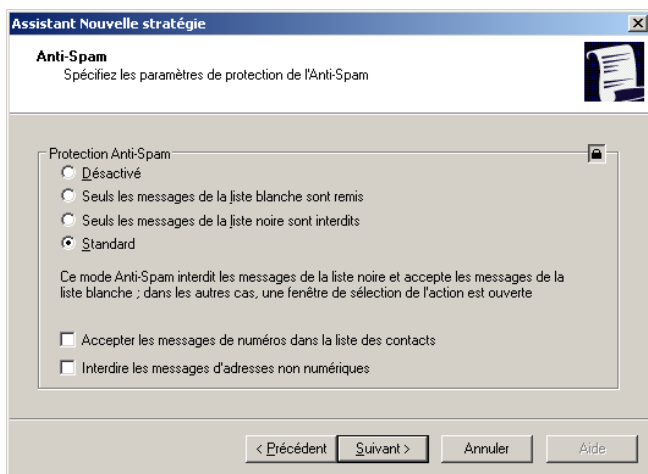 Assistant Nouvelle stratégie
Anti-Spam
Spécifiez les paramètres de protection de l'Anti-Spam
Protection Anti-Spam
Désactivé
Seuls les messages de la liste blanche sont remis
Seuls les messages de la liste noire sont interdits
Standard
Ce mode Anti-Spam interdit les messages de la liste noire et accepte les messages de la
liste blanche ; dans les autres cas, une fenêtre de sélection de l'action est ouverte
Accepter les messages de numéros dans la liste des contacts
Interdire les messages d'adresses non numériques
< Précédent
Suivant >
Annuler
Aide